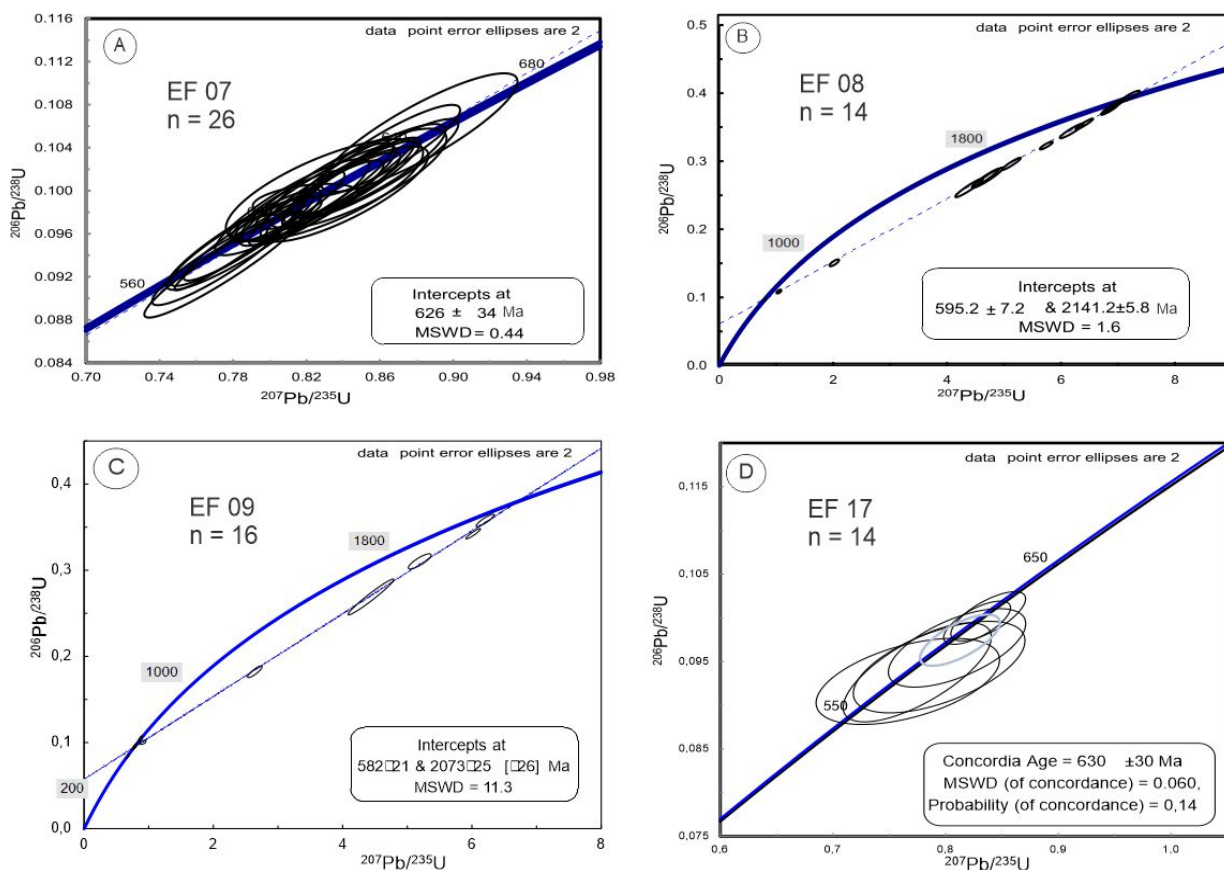 A
data point error ellipses are 2
EF 07
n = 26
680
560
Intercepts at
626 ± 34 Ma
MSWD = 0.44
0.116
0.112
0.108
0.104
0.100
0.096
0.092
0.088
0.084
0.70 0.74 0.78 0.82 0.86 0.90 0.94 0.98
206Pb/238U
207Pb/235U
B
data point error ellipses are 2
EF 08
n = 14
1800
1000
Intercepts at
595.2 ± 7.2 & 2141.2±5.8 Ma
MSWD = 1.6
0.5
0.4
0.3
0.2
0.1
0.0
0 2 4 6 8
206Pb/238U
207Pb/235U
C
data point error ellipses are 2
EF 09
n = 16
1800
1000
200
Intercepts at
582□21 & 2073□25 [□26] Ma
MSWD = 11.3
0,4
0,3
0,2
0,1
0,0
0 2 4 6 8
206Pb/238U
207Pb/235U
D
data point error ellipses are 2
EF 17
n = 14
650
550
Concordia Age = 630 ±30 Ma
MSWD (of concordance) = 0.060,
Probability (of concordance) = 0,14
0,115
0,105
0,095
0,085
0,075
0.6 0,7 0,8 0,9 1.0
206Pb/238U
207Pb/235U